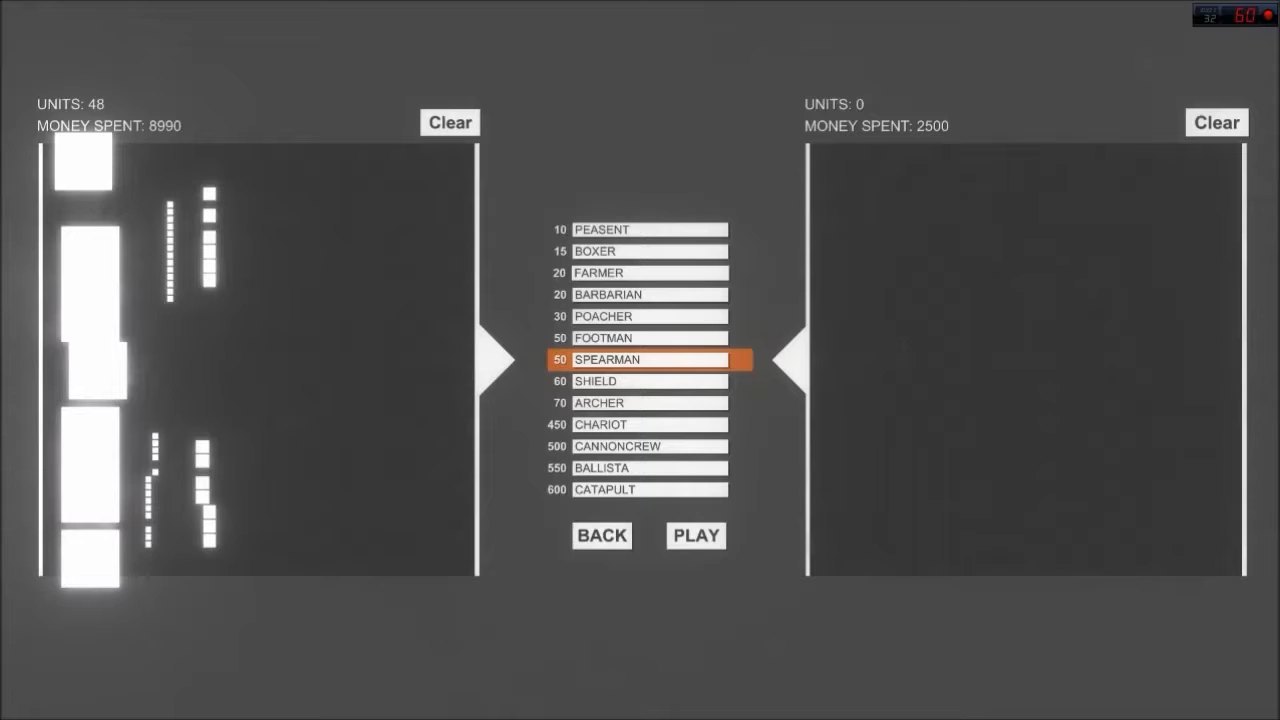 32 60
UNITS: 48
MONEY SPENT: 8990
Clear
UNITS: 0
MONEY SPENT: 2500
Clear
10 PEASENT
15 BOXER
20 FARMER
20 BARBARIAN
30 POACHER
50 FOOTMAN
50 SPEARMAN
60 SHIELD
70 ARCHER
450 CHARIOT
500 CANNONCREW
550 BALLISTA
600 CATAPULT
BACK PLAY